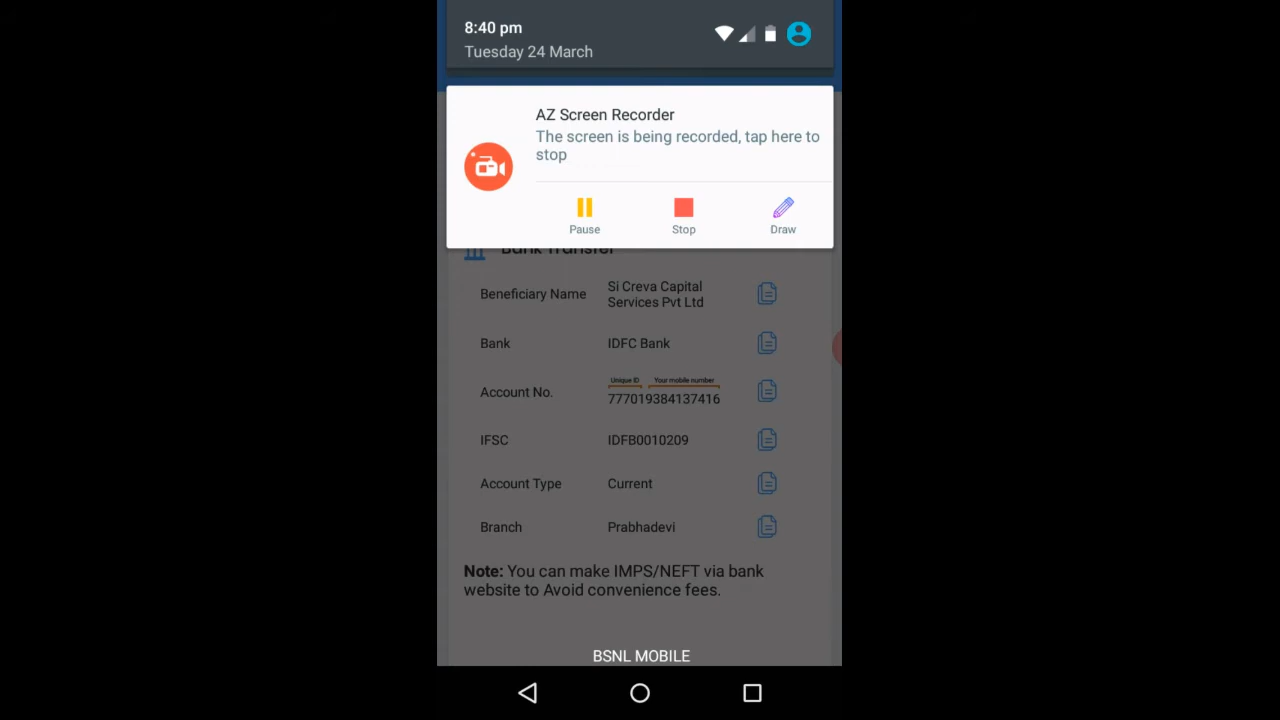 8:40 pm
Tuesday 24 March
AZ Screen Recorder
The screen is being recorded, tap here to
stop
Pause
Stop
Draw
Bank Transfer
Beneficiary Name
Si Creva Capital
Services Pvt Ltd
Bank
IDFC Bank
Unique ID
Your mobile number
Account No.
777019384137416
IFSC
IDFB0010209
Account Type
Current
Branch
Prabhadevi
Note: You can make IMPS/NEFT via bank
website to Avoid convenience fees.
BSNL MOBILE